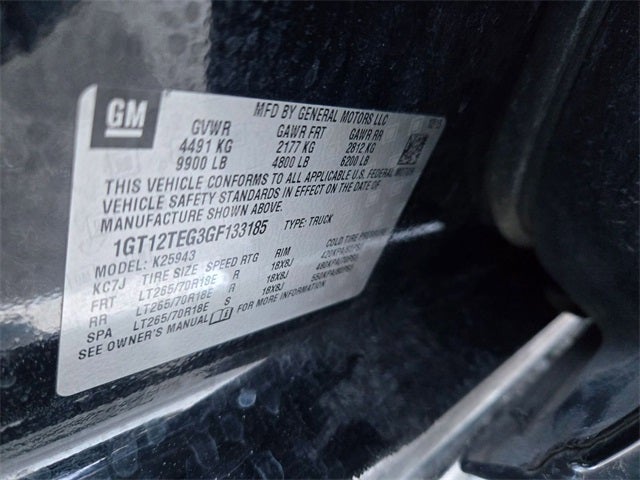 GM
MFD BY GENERAL MOTORS LLC
GVWR GAWR FRT GAWR RR
4491 KG 2177 KG 2812 KG
9900 LB 4800 LB 6200 LB
THIS VEHICLE CONFORMS TO ALL APPLICABLE U.S. FEDERAL MOTOR
VEHICLE SAFETY STANDARDS IN EFFECT ON THE DATE OF
MANUFACTURE SHOWN ABOVE.
1GT12TEG3GF133185 TYPE: TRUCK
MODEL: K25943
KC7J TIRE SIZE SPEED RTG RIM
FRT LT265/70R18E R 18X8J 420KPA
RR LT265/70R18E R 18X8J 480KPA
SPA LT265/70R18E S 18X8J 550KPA
SEE OWNER'S MANUAL FOR MORE INFORMATION